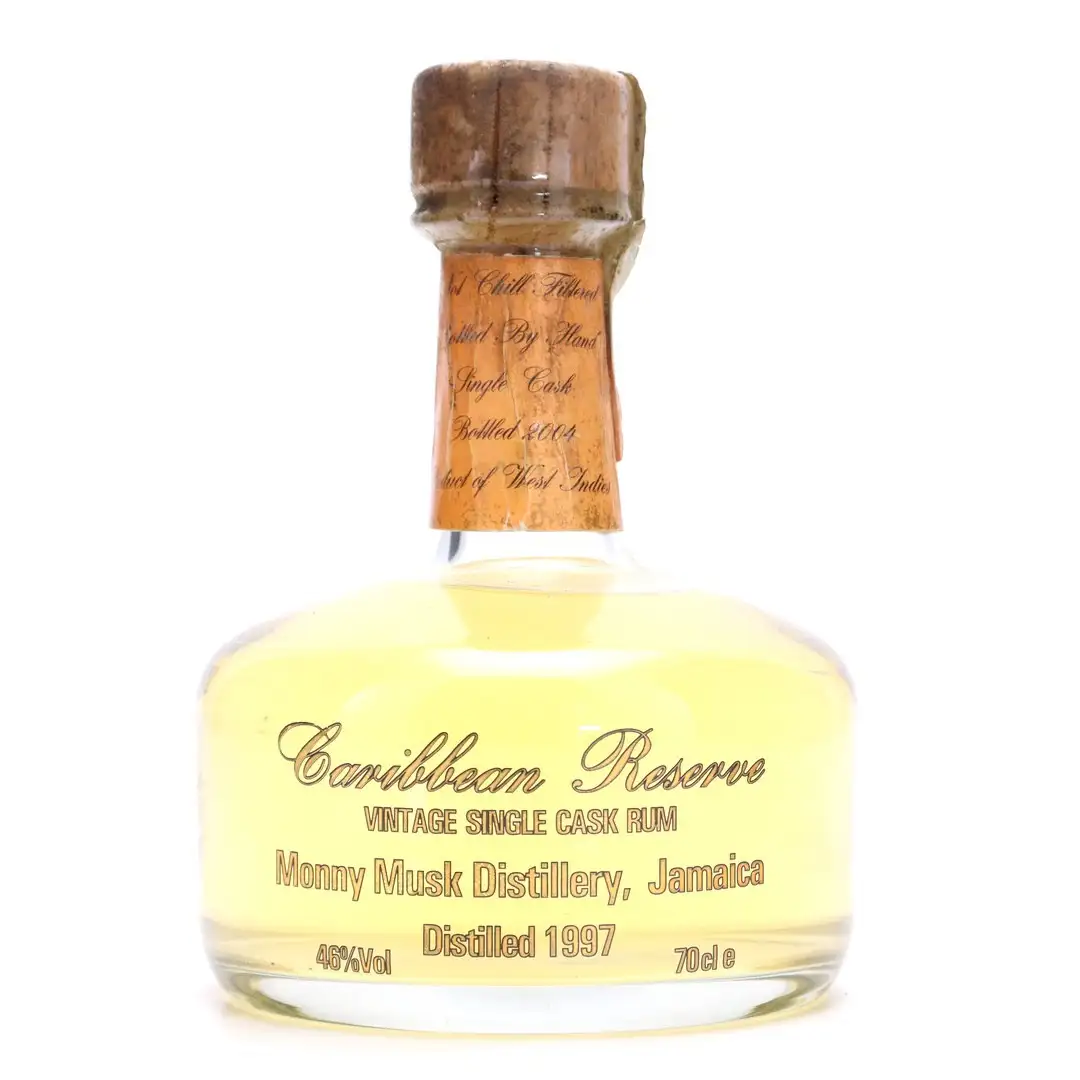 Chill Filtered
By Hand
Single Cask
Bottled 2004
of West Indies
Caribbean Reserve
VINTAGE SINGLE CASK RUM
Monny Musk Distillery, Jamaica
Distilled 1997
46%Vol
70cl e